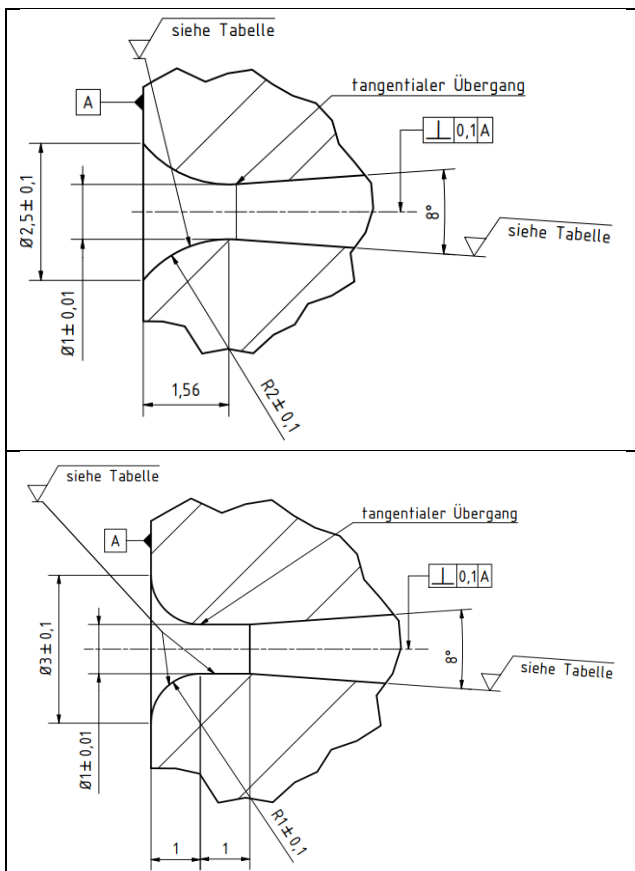 siehe Tabelle
tangentialer Übergang
A
⊥ 0,1 A
Ø2,5± 0,1
Ø1± 0,01
8°
siehe Tabelle
1,56
R2± 0,1
siehe Tabelle
tangentialer Übergang
A
⊥ 0,1 A
Ø3± 0,1
Ø1± 0,01
8°
siehe Tabelle
R1± 0,1
1
1